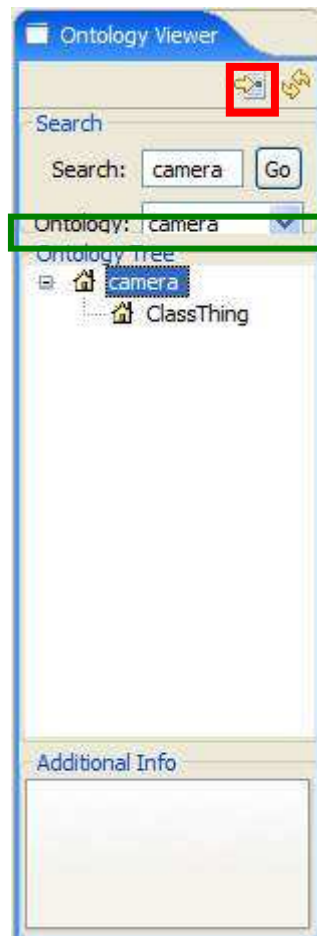 Ontology Viewer
Search
Search: camera Go
Ontology: camera
Ontology Tree
camera
ClassThing
Additional Info